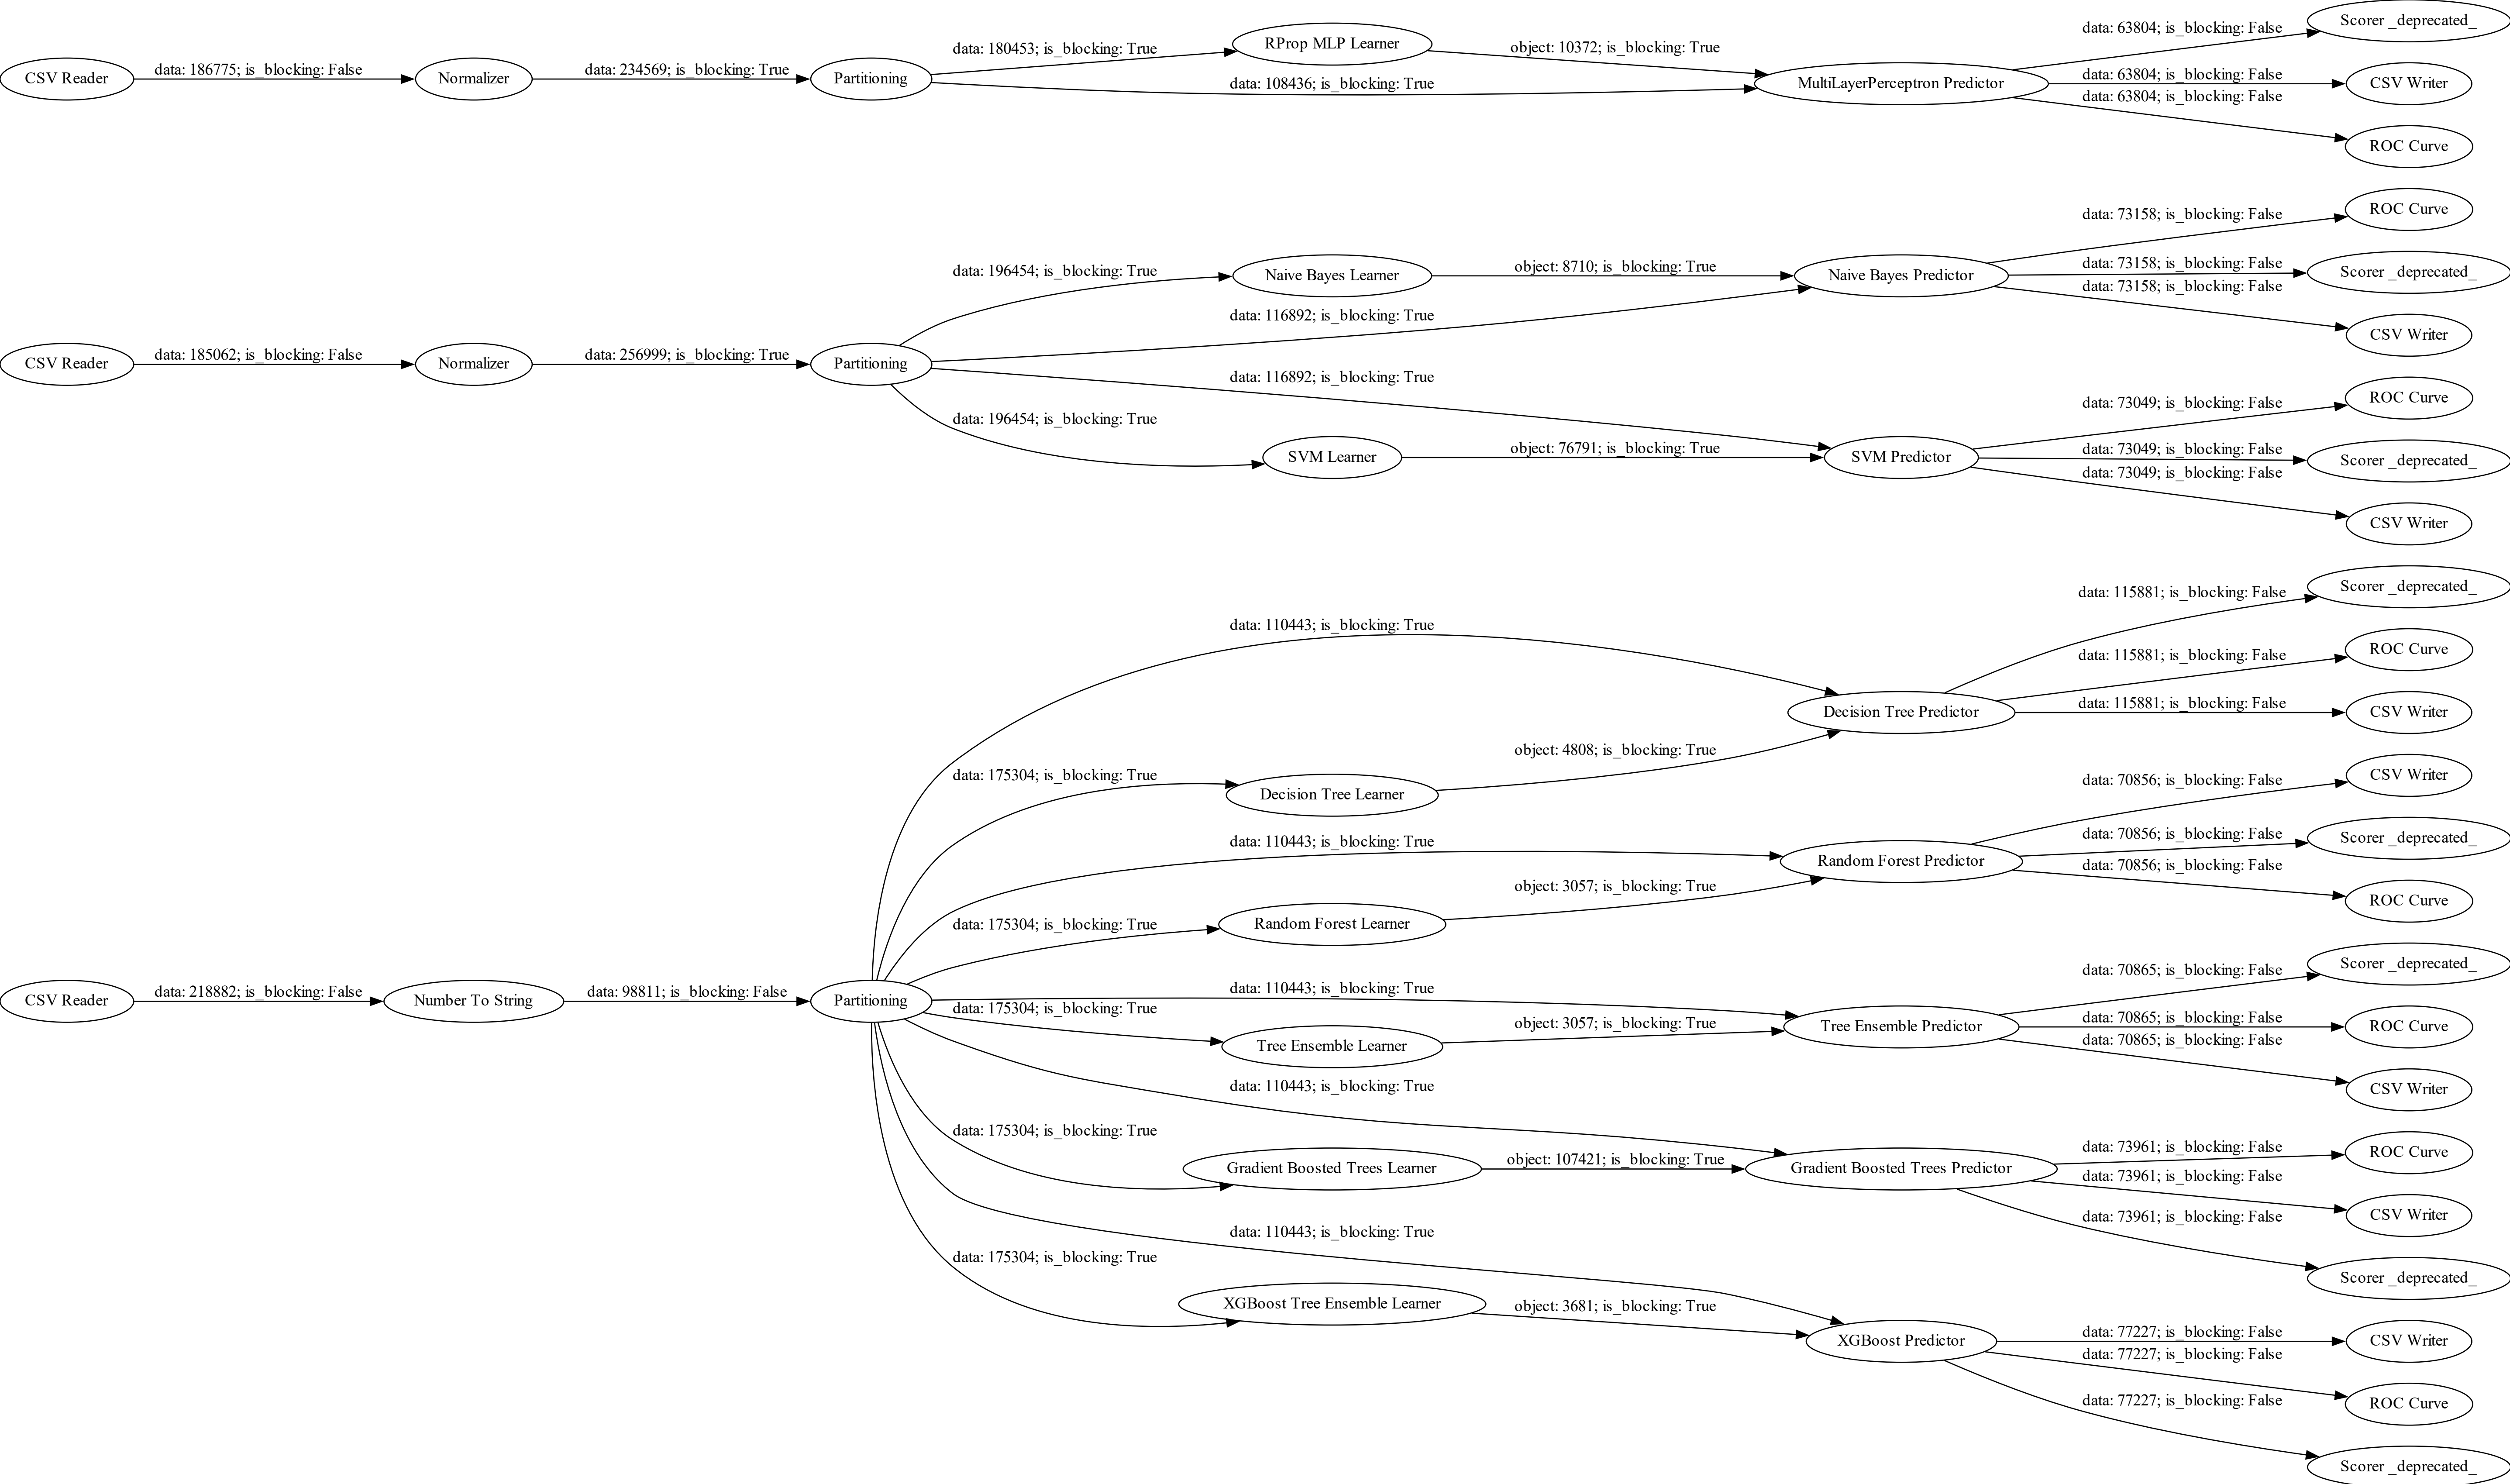 CSV Reader
data: 186775; is_blocking: False
Normalizer
data: 234569; is_blocking: True
Partitioning
data: 180453; is_blocking: True
RProp MLP Learner
object: 10372; is_blocking: True
data: 108436; is_blocking: True
MultiLayerPerceptron Predictor
data: 63804; is_blocking: False
Scorer _deprecated_
data: 63804; is_blocking: False
CSV Writer
data: 63804; is_blocking: False
ROC Curve
CSV Reader
data: 185062; is_blocking: False
Normalizer
data: 256999; is_blocking: True
Partitioning
data: 196454; is_blocking: True
Naive Bayes Learner
object: 8710; is_blocking: True
data: 116892; is_blocking: True
Naive Bayes Predictor
data: 73158; is_blocking: False
ROC Curve
data: 73158; is_blocking: False
Scorer _deprecated_
data: 73158; is_blocking: False
CSV Writer
data: 116892; is_blocking: True
data: 196454; is_blocking: True
SVM Learner
object: 76791; is_blocking: True
SVM Predictor
data: 73049; is_blocking: False
ROC Curve
data: 73049; is_blocking: False
Scorer _deprecated_
data: 73049; is_blocking: False
CSV Writer
CSV Reader
data: 218882; is_blocking: False
Number To String
data: 98811; is_blocking: False
Partitioning
data: 110443; is_blocking: True
data: 175304; is_blocking: True
Decision Tree Learner
object: 4808; is_blocking: True
Decision Tree Predictor
data: 115881; is_blocking: False
Scorer _deprecated_
data: 115881; is_blocking: False
ROC Curve
data: 115881; is_blocking: False
CSV Writer
data: 110443; is_blocking: True
data: 175304; is_blocking: True
Random Forest Learner
object: 3057; is_blocking: True
Random Forest Predictor
data: 70856; is_blocking: False
CSV Writer
data: 70856; is_blocking: False
Scorer _deprecated_
data: 70856; is_blocking: False
ROC Curve
data: 110443; is_blocking: True
data: 175304; is_blocking: True
Tree Ensemble Learner
object: 3057; is_blocking: True
Tree Ensemble Predictor
data: 70865; is_blocking: False
Scorer _deprecated_
data: 70865; is_blocking: False
ROC Curve
data: 70865; is_blocking: False
CSV Writer
data: 110443; is_blocking: True
data: 175304; is_blocking: True
Gradient Boosted Trees Learner
object: 107421; is_blocking: True
Gradient Boosted Trees Predictor
data: 73961; is_blocking: False
ROC Curve
data: 73961; is_blocking: False
CSV Writer
data: 73961; is_blocking: False
Scorer _deprecated_
data: 110443; is_blocking: True
data: 175304; is_blocking: True
XGBoost Tree Ensemble Learner
object: 3681; is_blocking: True
XGBoost Predictor
data: 77227; is_blocking: False
CSV Writer
data: 77227; is_blocking: False
ROC Curve
data: 77227; is_blocking: False
Scorer _deprecated_